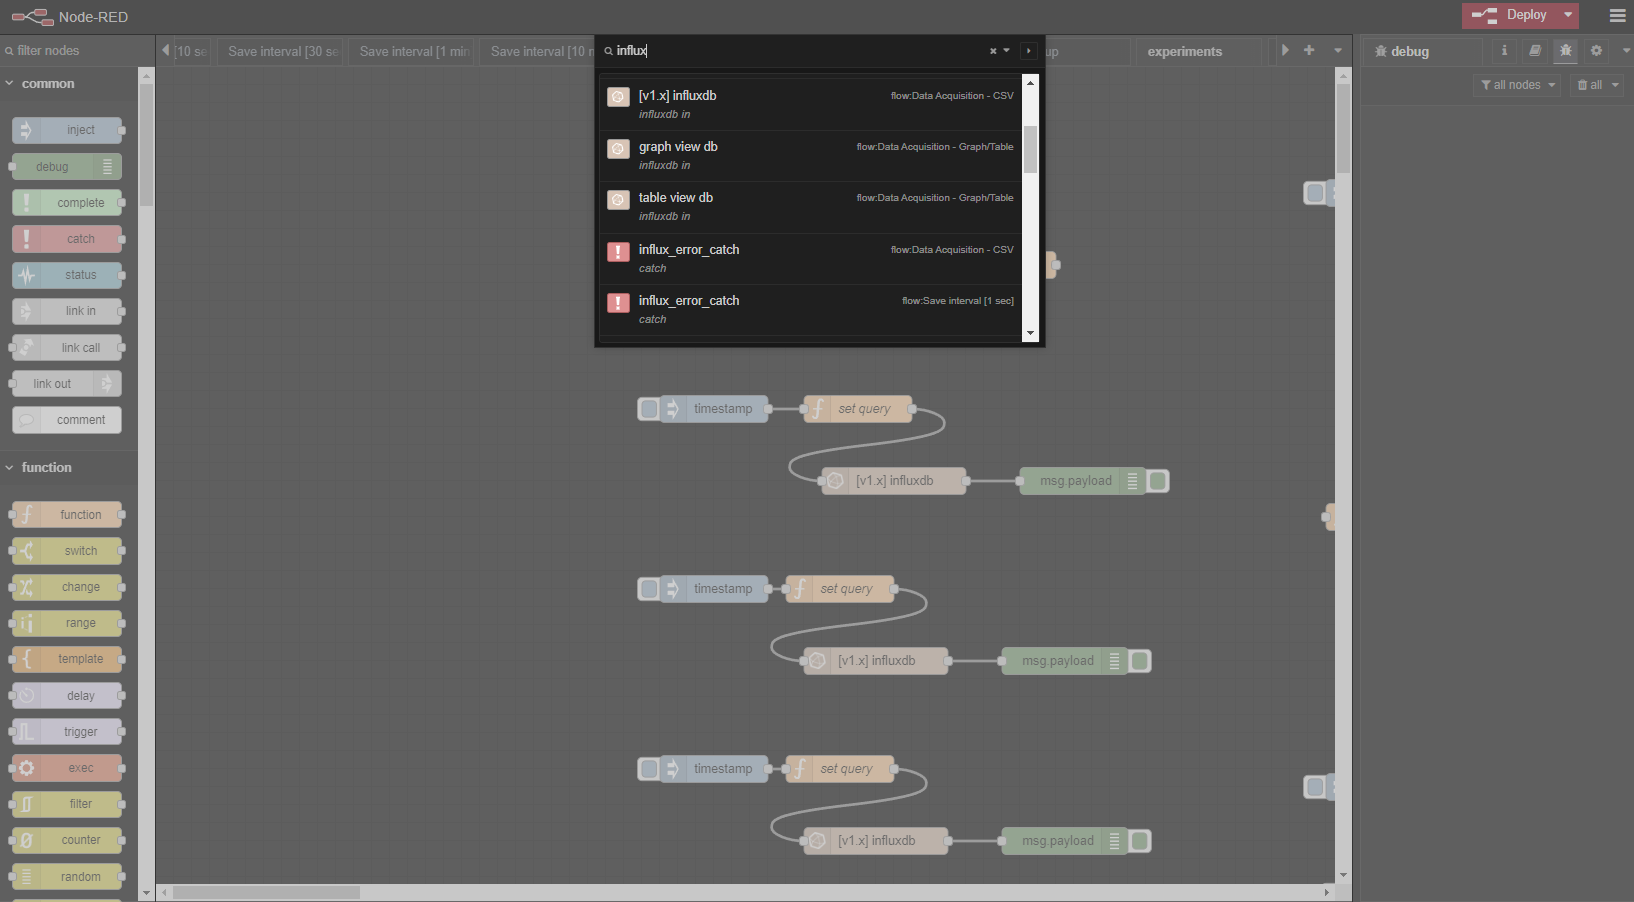 Node-RED
Deploy
filter nodes
[10 se
Save interval [30 se
Save interval [1 min
Save interval [10 n
up
experiments
debug
influx
all nodes
all
common
inject
debug
complete
catch
status
link in
link call
link out
comment
function
function
switch
change
range
template
delay
trigger
exec
filter
counter
random
[v1.x] influxdb
flow:Data Acquisition - CSV
influxdb in
graph view db
flow:Data Acquisition - Graph/Table
influxdb in
table view db
flow:Data Acquisition - Graph/Table
influxdb in
influx_error_catch
flow:Data Acquisition - CSV
catch
influx_error_catch
flow:Save interval [1 sec]
catch
timestamp
set query
[v1.x] influxdb
msg.payload
timestamp
set query
[v1.x] influxdb
msg.payload
timestamp
set query
[v1.x] influxdb
msg.payload